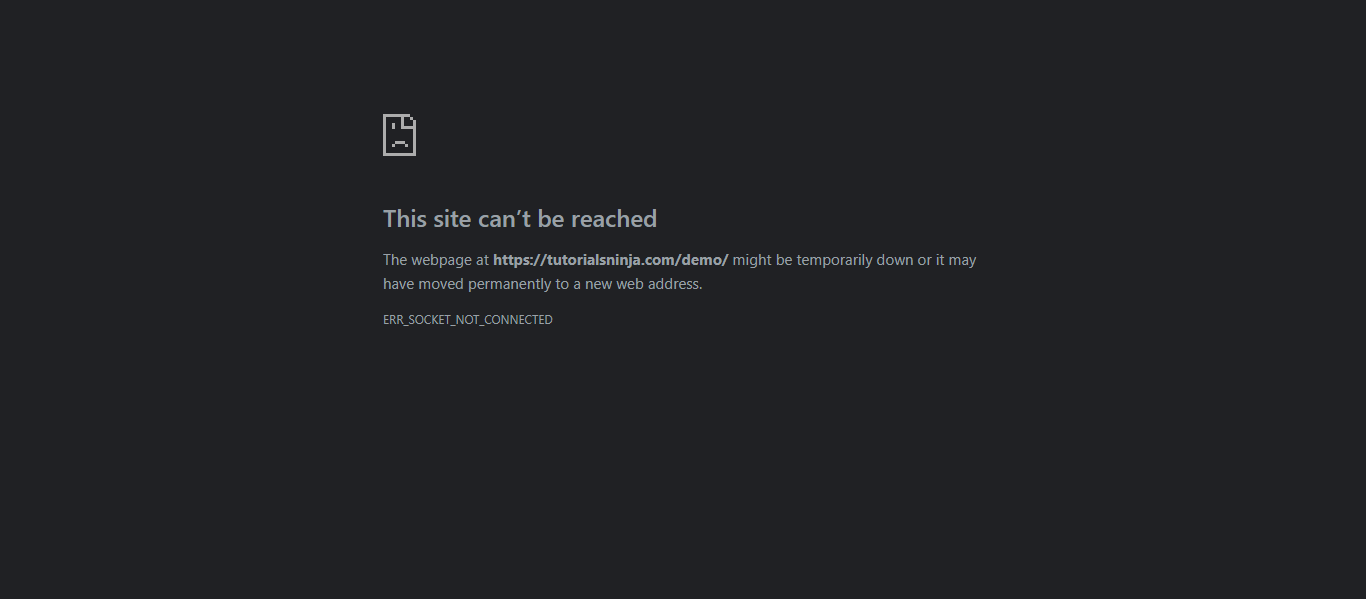 This site can’t be reached
The webpage at https://tutorialsninja.com/demo/ might be temporarily down or it may
have moved permanently to a new web address.
ERR_SOCKET_NOT_CONNECTED